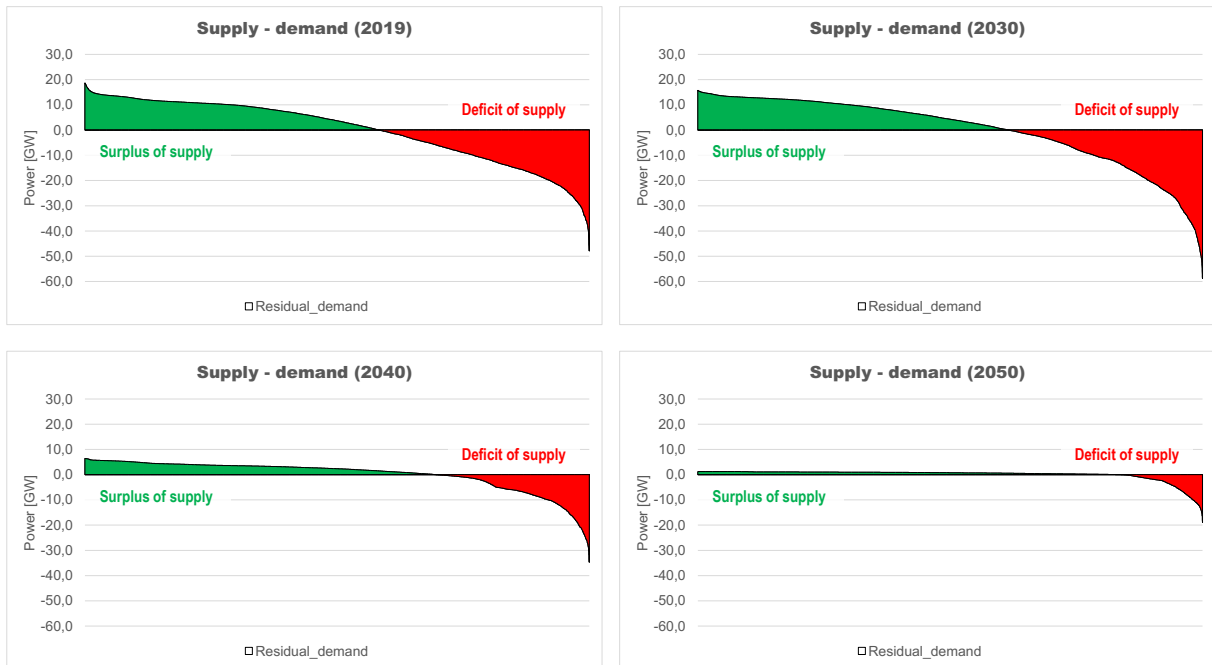 Supply - demand (2019)
30,0
20,0
10,0
0,0
-10,0
-20,0
-30,0
-40,0
-50,0
-60,0
Power [GW]
Deficit of supply
Surplus of supply
Residual_demand
Supply - demand (2030)
30,0
20,0
10,0
0,0
-10,0
-20,0
-30,0
-40,0
-50,0
-60,0
Power [GW]
Deficit of supply
Surplus of supply
Residual_demand
Supply - demand (2040)
30,0
20,0
10,0
0,0
-10,0
-20,0
-30,0
-40,0
-50,0
-60,0
Power [GW]
Deficit of supply
Surplus of supply
Residual_demand
Supply - demand (2050)
30,0
20,0
10,0
0,0
-10,0
-20,0
-30,0
-40,0
-50,0
-60,0
Power [GW]
Deficit of supply
Surplus of supply
Residual_demand